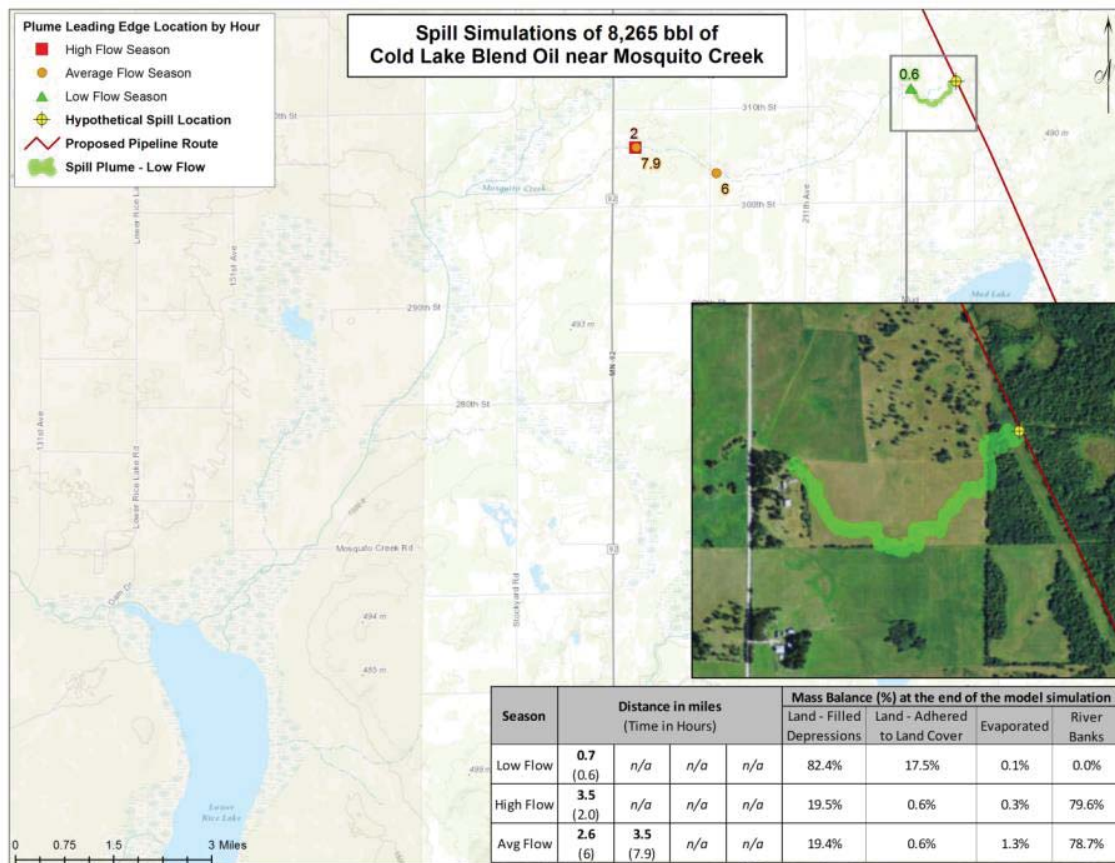 Plume Leading Edge Location by Hour
High Flow Season
Average Flow Season
Low Flow Season
Hypothetical Spill Location
Proposed Pipeline Route
Spill Plume - Low Flow
Spill Simulations of 8,265 bbl of
Cold Lake Blend Oil near Mosquito Creek
N
0.6
310th St
490 m
2
7.9
6
Mosquito Creek
92
300th St
211th Ave
Lower Rice Lake
131st Ave
290th St
493 m
Mud Lake
MN-92
280th St
131st Ave
Lower Rice Lake Rd
Mosquito Creek Rd
92
Stockyard Rd
Dam Cr
494 m
Lower
Rice Lake
0 0.75 1.5 3 Miles
Season Distance in miles (Time in Hours) Mass Balance (%) at the end of the model simulation
Land - Filled Depressions Land - Adhered to Land Cover Evaporated River Banks
Low Flow 0.7 (0.6) n/a n/a n/a 82.4% 17.5% 0.1% 0.0%
High Flow 3.5 (2.0) n/a n/a n/a 19.5% 0.6% 0.3% 79.6%
Avg Flow 2.6 (6) 3.5 (7.9) n/a n/a 19.4% 0.6% 1.3% 78.7%